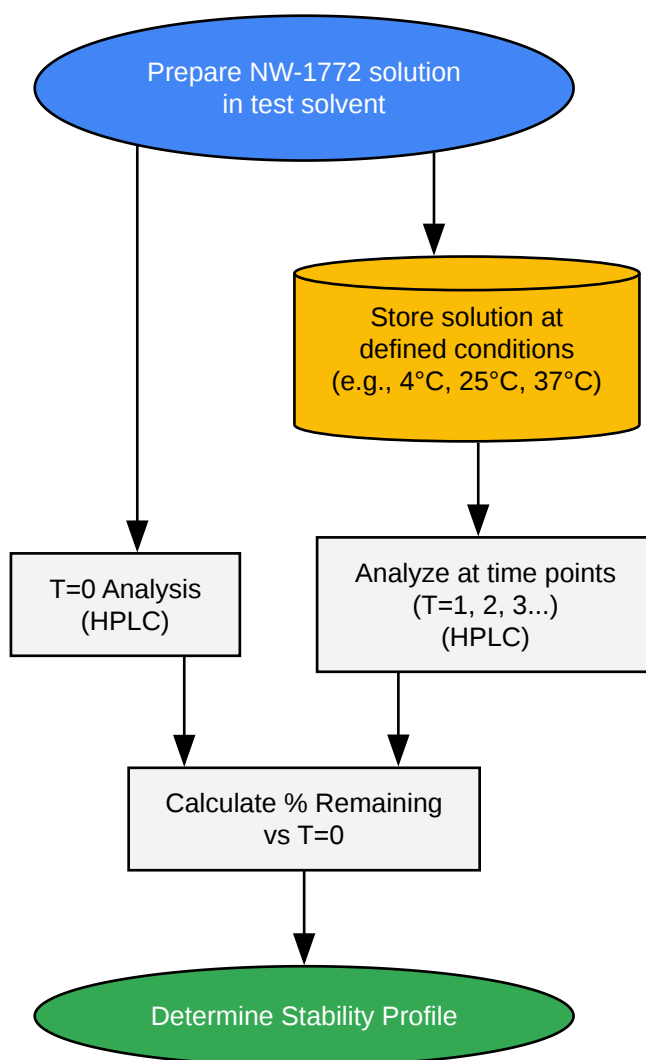 Prepare NW-1772 solution
in test solvent
Store solution at
defined conditions
(e.g., 4°C, 25°C, 37°C)
T=0 Analysis
(HPLC)
Analyze at time points
(T=1, 2, 3...)
(HPLC)
Calculate % Remaining
vs T=0
Determine Stability Profile